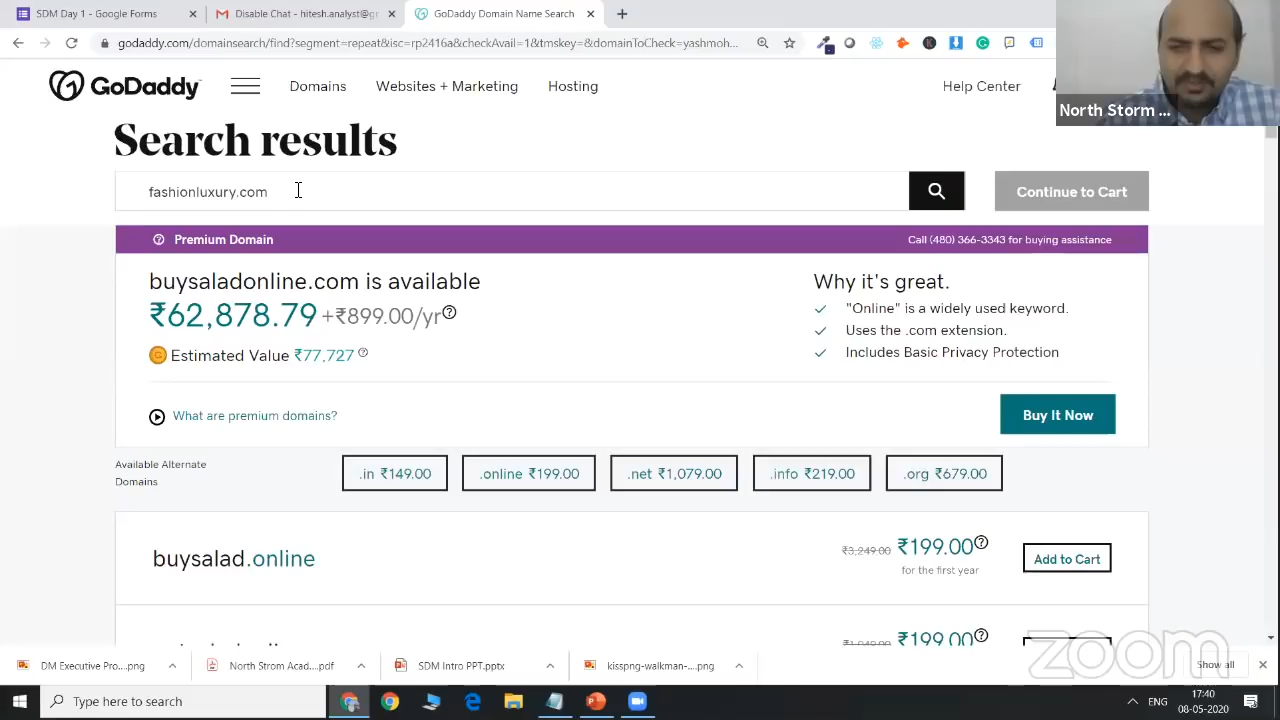 SDM Day 1 - Google Forms
Daniel Mail - hitesh.analyst@gr
GoDaddy Domain Name Search
godaddy.com/domainsearch/find?segment=repeat&isc=rp2416a&checkAvail=1&tmskey=&domainToCheck=yashmoh...
GoDaddy
Domains
Websites + Marketing
Hosting
Help Center
North Storm ...
Search results
fashionluxury.com
Continue to Cart
Premium Domain
Call (480) 366-3343 for buying assistance
buysaladonline.com is available
₹62,878.79 +₹899.00/yr
Estimated Value ₹77,727
Why it's great.
"Online" is a widely used keyword.
Uses the .com extension.
Includes Basic Privacy Protection
What are premium domains?
Buy It Now
Available Alternate
Domains
.in ₹149.00
.online ₹199.00
.net ₹1,079.00
.info ₹219.00
.org ₹679.00
buysalad.online
₹3,249.00 ₹199.00
for the first year
Add to Cart
₹1,049.00 ₹199.00
zoom
DM Executive Pro....png
North Strom Acad....pdf
SDM Intro PPT.pptx
kisspng-walkman-....png
Show all
Type here to search
ENG
17:40
08-05-2020